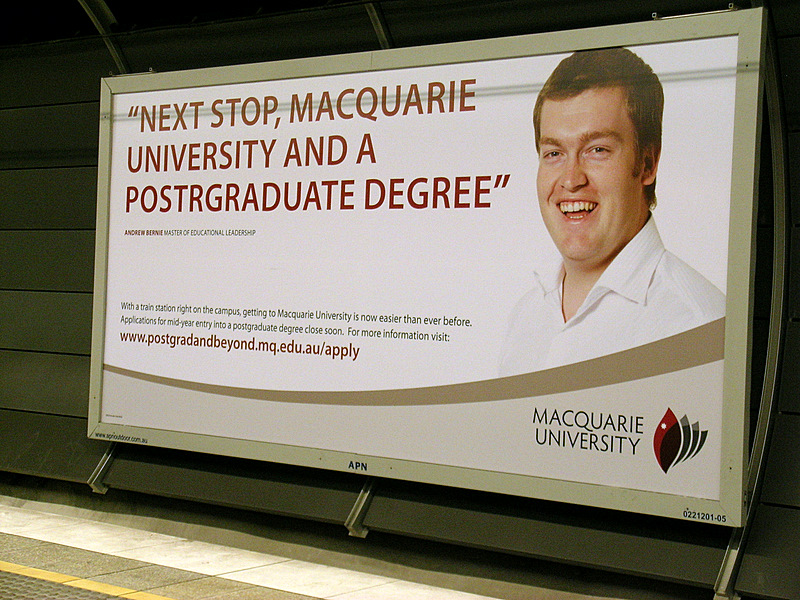 “NEXT STOP, MACQUARIE
UNIVERSITY AND A
POSTRGRADUATE DEGREE”
ANDREW BERNIE MASTER OF EDUCATIONAL LEADERSHIP
With a train station right on the campus, getting to Macquarie University is now easier than ever before.
Applications for mid-year entry into a postgraduate degree close soon. For more information visit:
www.postgradandbeyond.mq.edu.au/apply
MACQUARIE
UNIVERSITY
www.apnoutdoor.com.au
APN
0221201-05